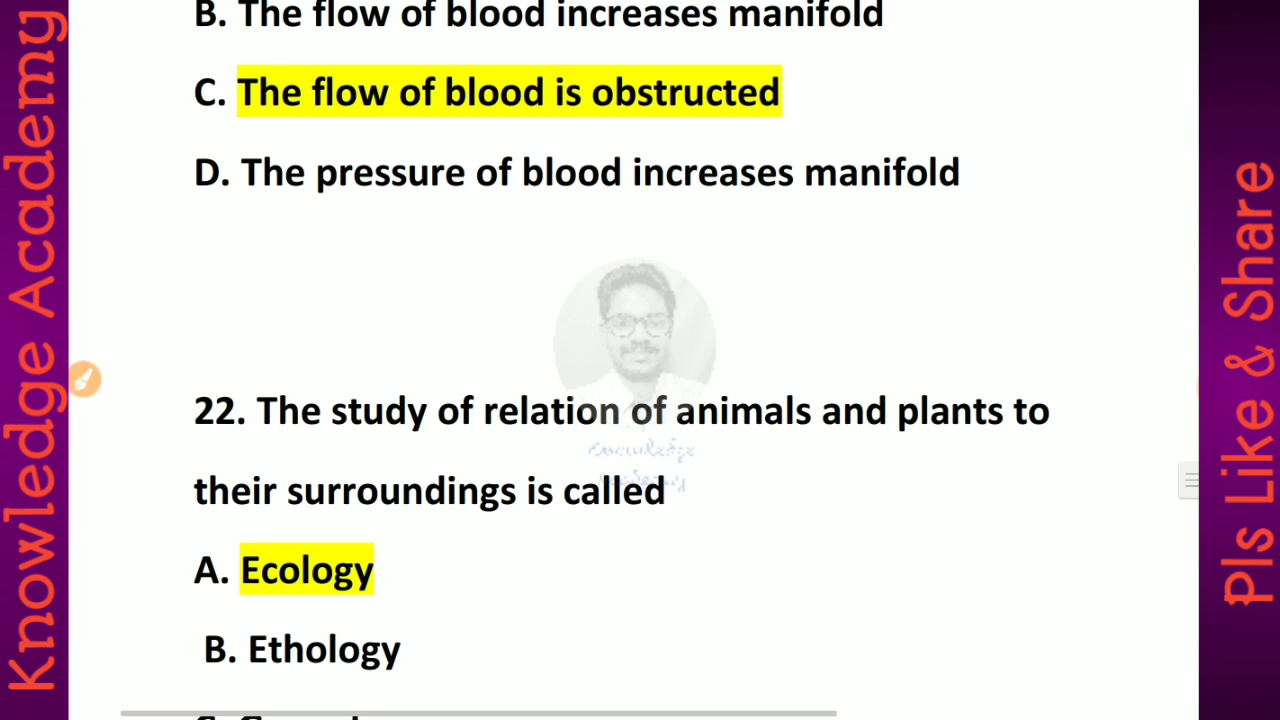 Knowledge Academy
B. The flow of blood increases manifold
C. The flow of blood is obstructed
D. The pressure of blood increases manifold
22. The study of relation of animals and plants to
their surroundings is called
A. Ecology
B. Ethology
Pls Like & Share